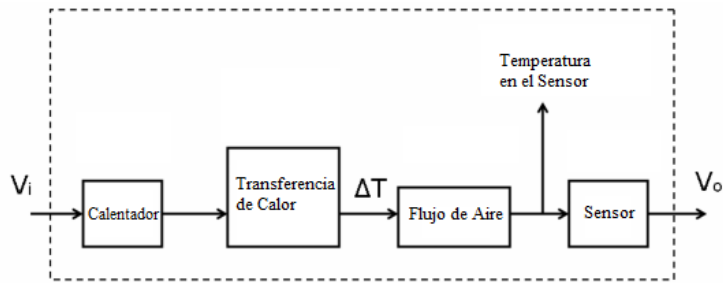 Temperatura
en el Sensor
Vi
Calentador
Transferencia
de Calor
ΔT
Flujo de Aire
Sensor
Vo